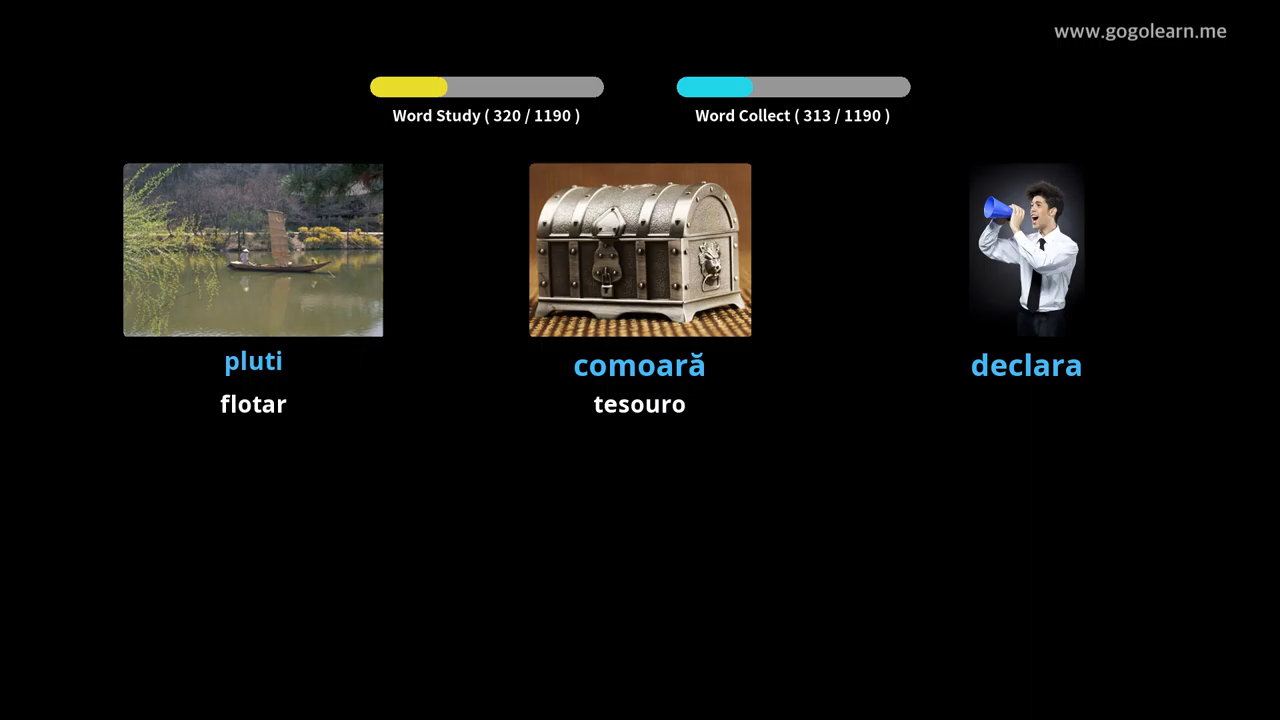 www.gogolearn.me
Word Study ( 320 / 1190 )
Word Collect ( 313 / 1190 )
pluti
comoară
declara
flotar
tesouro